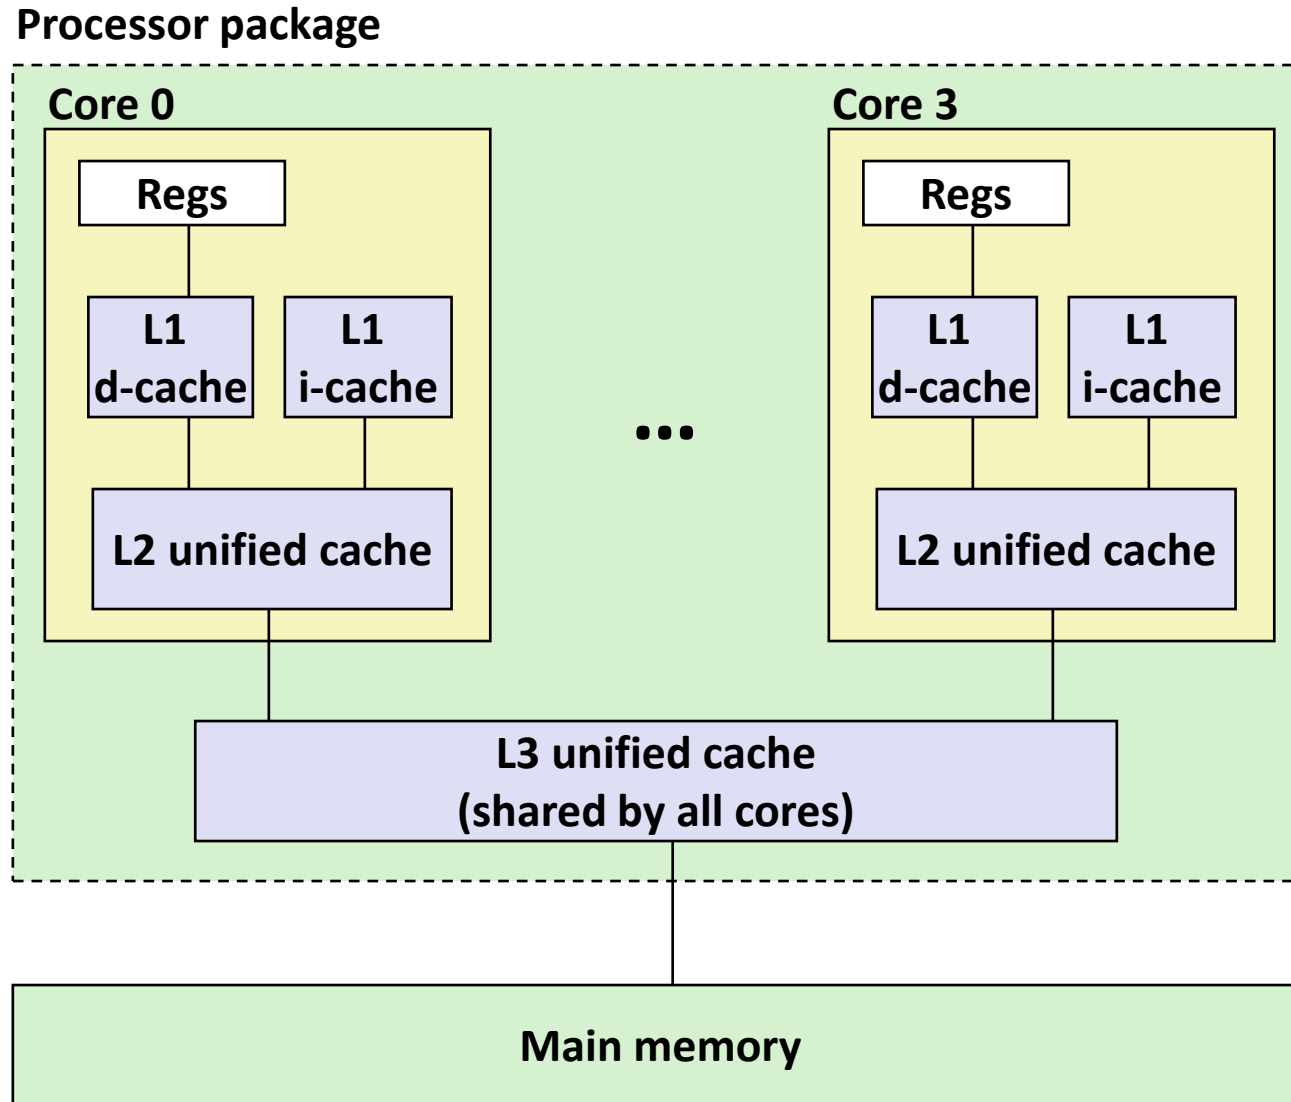 Processor package
Core 0
Regs
L1
d-cache
L1
i-cache
L2 unified cache
...
Core 3
Regs
L1
d-cache
L1
i-cache
L2 unified cache
L3 unified cache
(shared by all cores)
Main memory